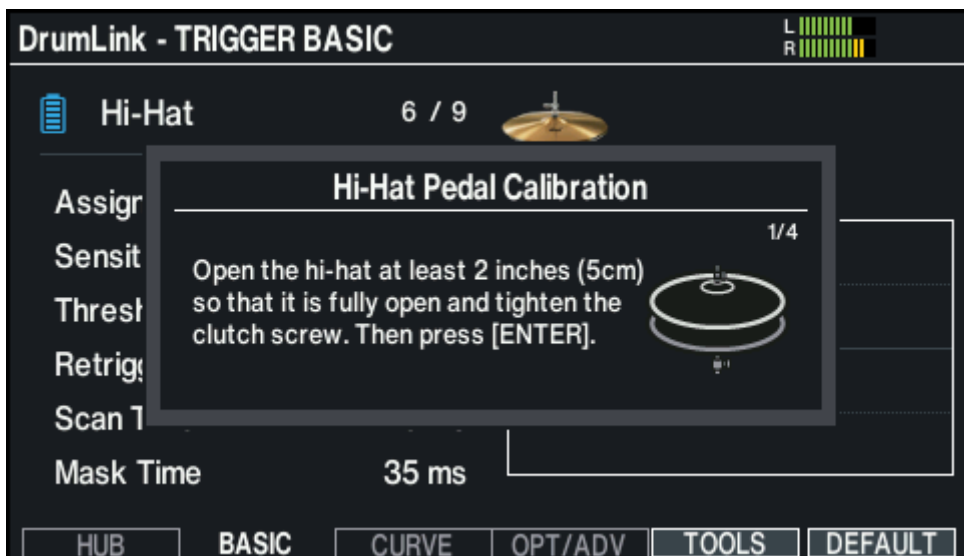 DrumLink - TRIGGER BASIC
L
R
Hi-Hat 6 / 9
Hi-Hat Pedal Calibration
1/4
Open the hi-hat at least 2 inches (5cm)
so that it is fully open and tighten the
clutch screw. Then press [ENTER].
Mask Time 35 ms
HUB BASIC CURVE OPT/ADV TOOLS DEFAULT